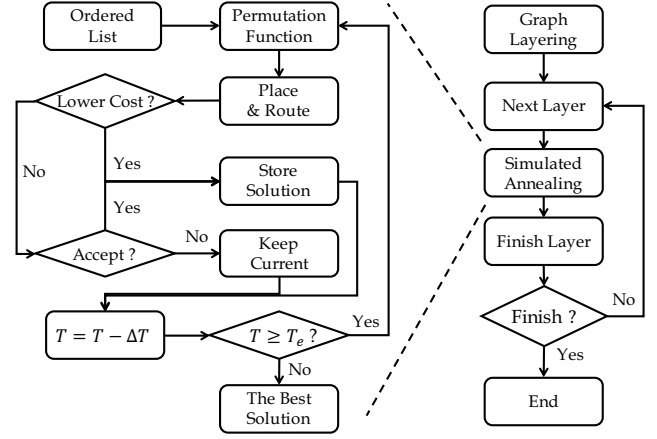 Ordered
List
Permutation
Function
Lower Cost ?
Place
& Route
No
Yes
Store
Solution
Yes
Accept ?
No
Keep
Current
T = T − ΔT
T ≥ Tₑ ?
Yes
No
The Best
Solution
Graph
Layering
Next Layer
Simulated
Annealing
Finish Layer
Finish ?
No
Yes
End